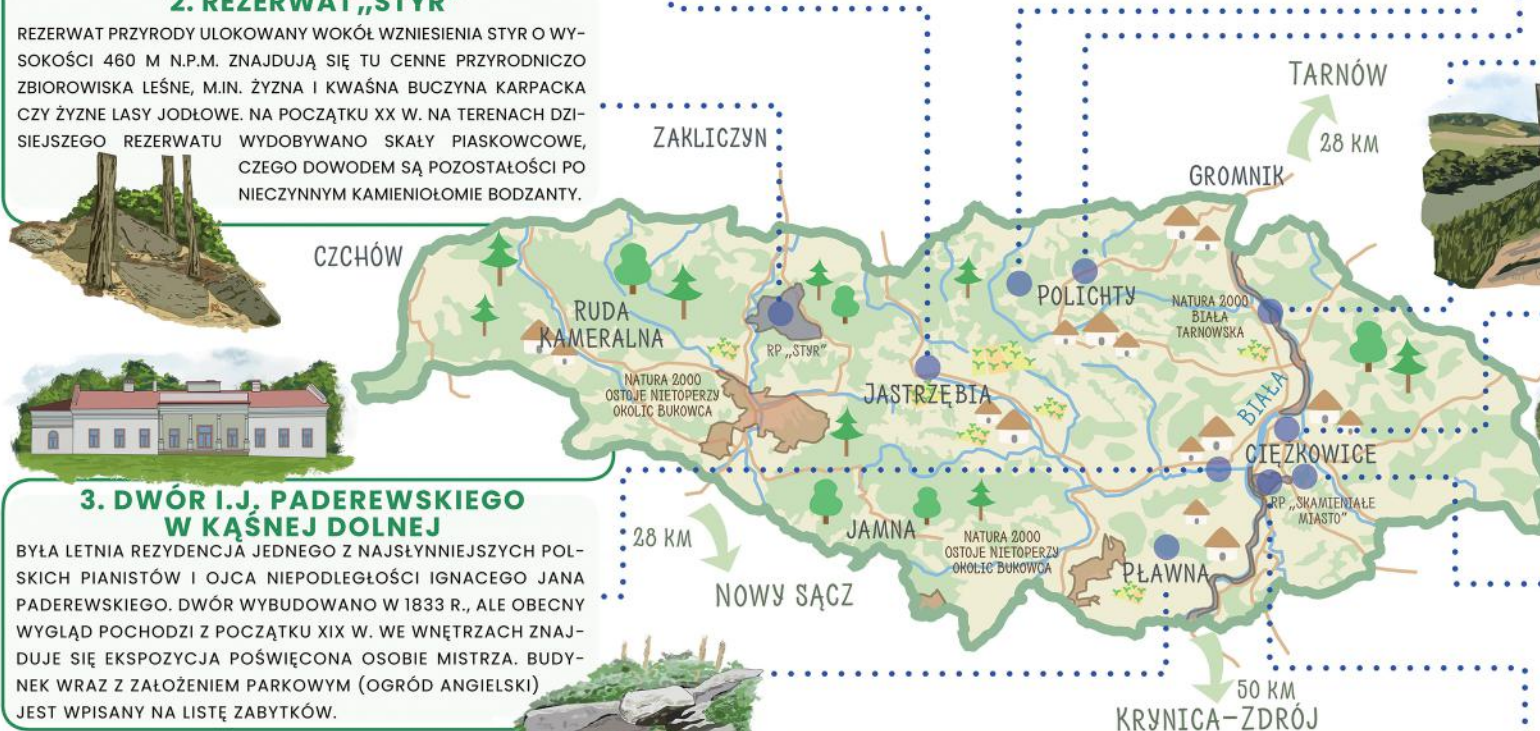 2. REZERWAT „STYR”
REZERWAT PRZYRODY ULOKOWANY WOKÓŁ WZNIESIENIA STYR O WY-
SOKOŚCI 460 M N.P.M. ZNAJDUJĄ SIĘ TU CENNE PRZYRODNICZO
ZBIOROWISKA LEŚNE, M.IN. ŻYZNA I KWAŚNA BUCZYNA KARPACKA
CZY ŻYZNE LASY JODŁOWE. NA POCZĄTKU XX W. NA TERENACH DZI-
SIEJSZEGO REZERWATU WYDOBYWANO SKAŁY PIASKOWCOWE,
CZEGO DOWODEM SĄ POZOSTAŁOŚCI PO
NIECZYNNYM KAMIENIOŁOMIE BODZANTY.
3. DWÓR I.J. PADEREWSKIEGO
W KĄŚNEJ DOLNEJ
BYŁA LETNIA REZYDENCJA JEDNEGO Z NAJSŁYNNIEJSZYCH POL-
SKICH PIANISTÓW I OJCA NIEPODLEGŁOŚCI IGNACEGO JANA
PADEREWSKIEGO. DWÓR WYBUDOWANO W 1833 R., ALE OBECNY
WYGLĄD POCHODZI Z POCZĄTKU XIX W. WE WNĘTRZACH ZNAJ-
DUJE SIĘ EKSPOZYCJA POŚWIĘCONA OSOBIE MISTRZA. BUDY-
NEK WRAZ Z ZAŁOŻENIEM PARKOWYM (OGRÓD ANGIELSKI)
JEST WPISANY NA LISTĘ ZABYTKÓW.
TARNÓW
28 KM
ZAKLICZYN
GROMNIK
CZCHÓW
RUDA
KAMERALNA
RP „STYR”
POLICHTY
NATURA 2000
BIAŁA
TARNOWSKA
NATURA 2000
OSTOJE NIETOPERZY
OKOLIC BUKOWCA
JASTRZĘBIA
BIAŁA
CIĘŻKOWICE
RP „SKAMIENIAŁE
MIASTO”
JAMNA
NATURA 2000
OSTOJE NIETOPERZY
OKOLIC BUKOWCA
PŁAWNA
28 KM
NOWY SĄCZ
50 KM
KRYNICA-ZDRÓJ